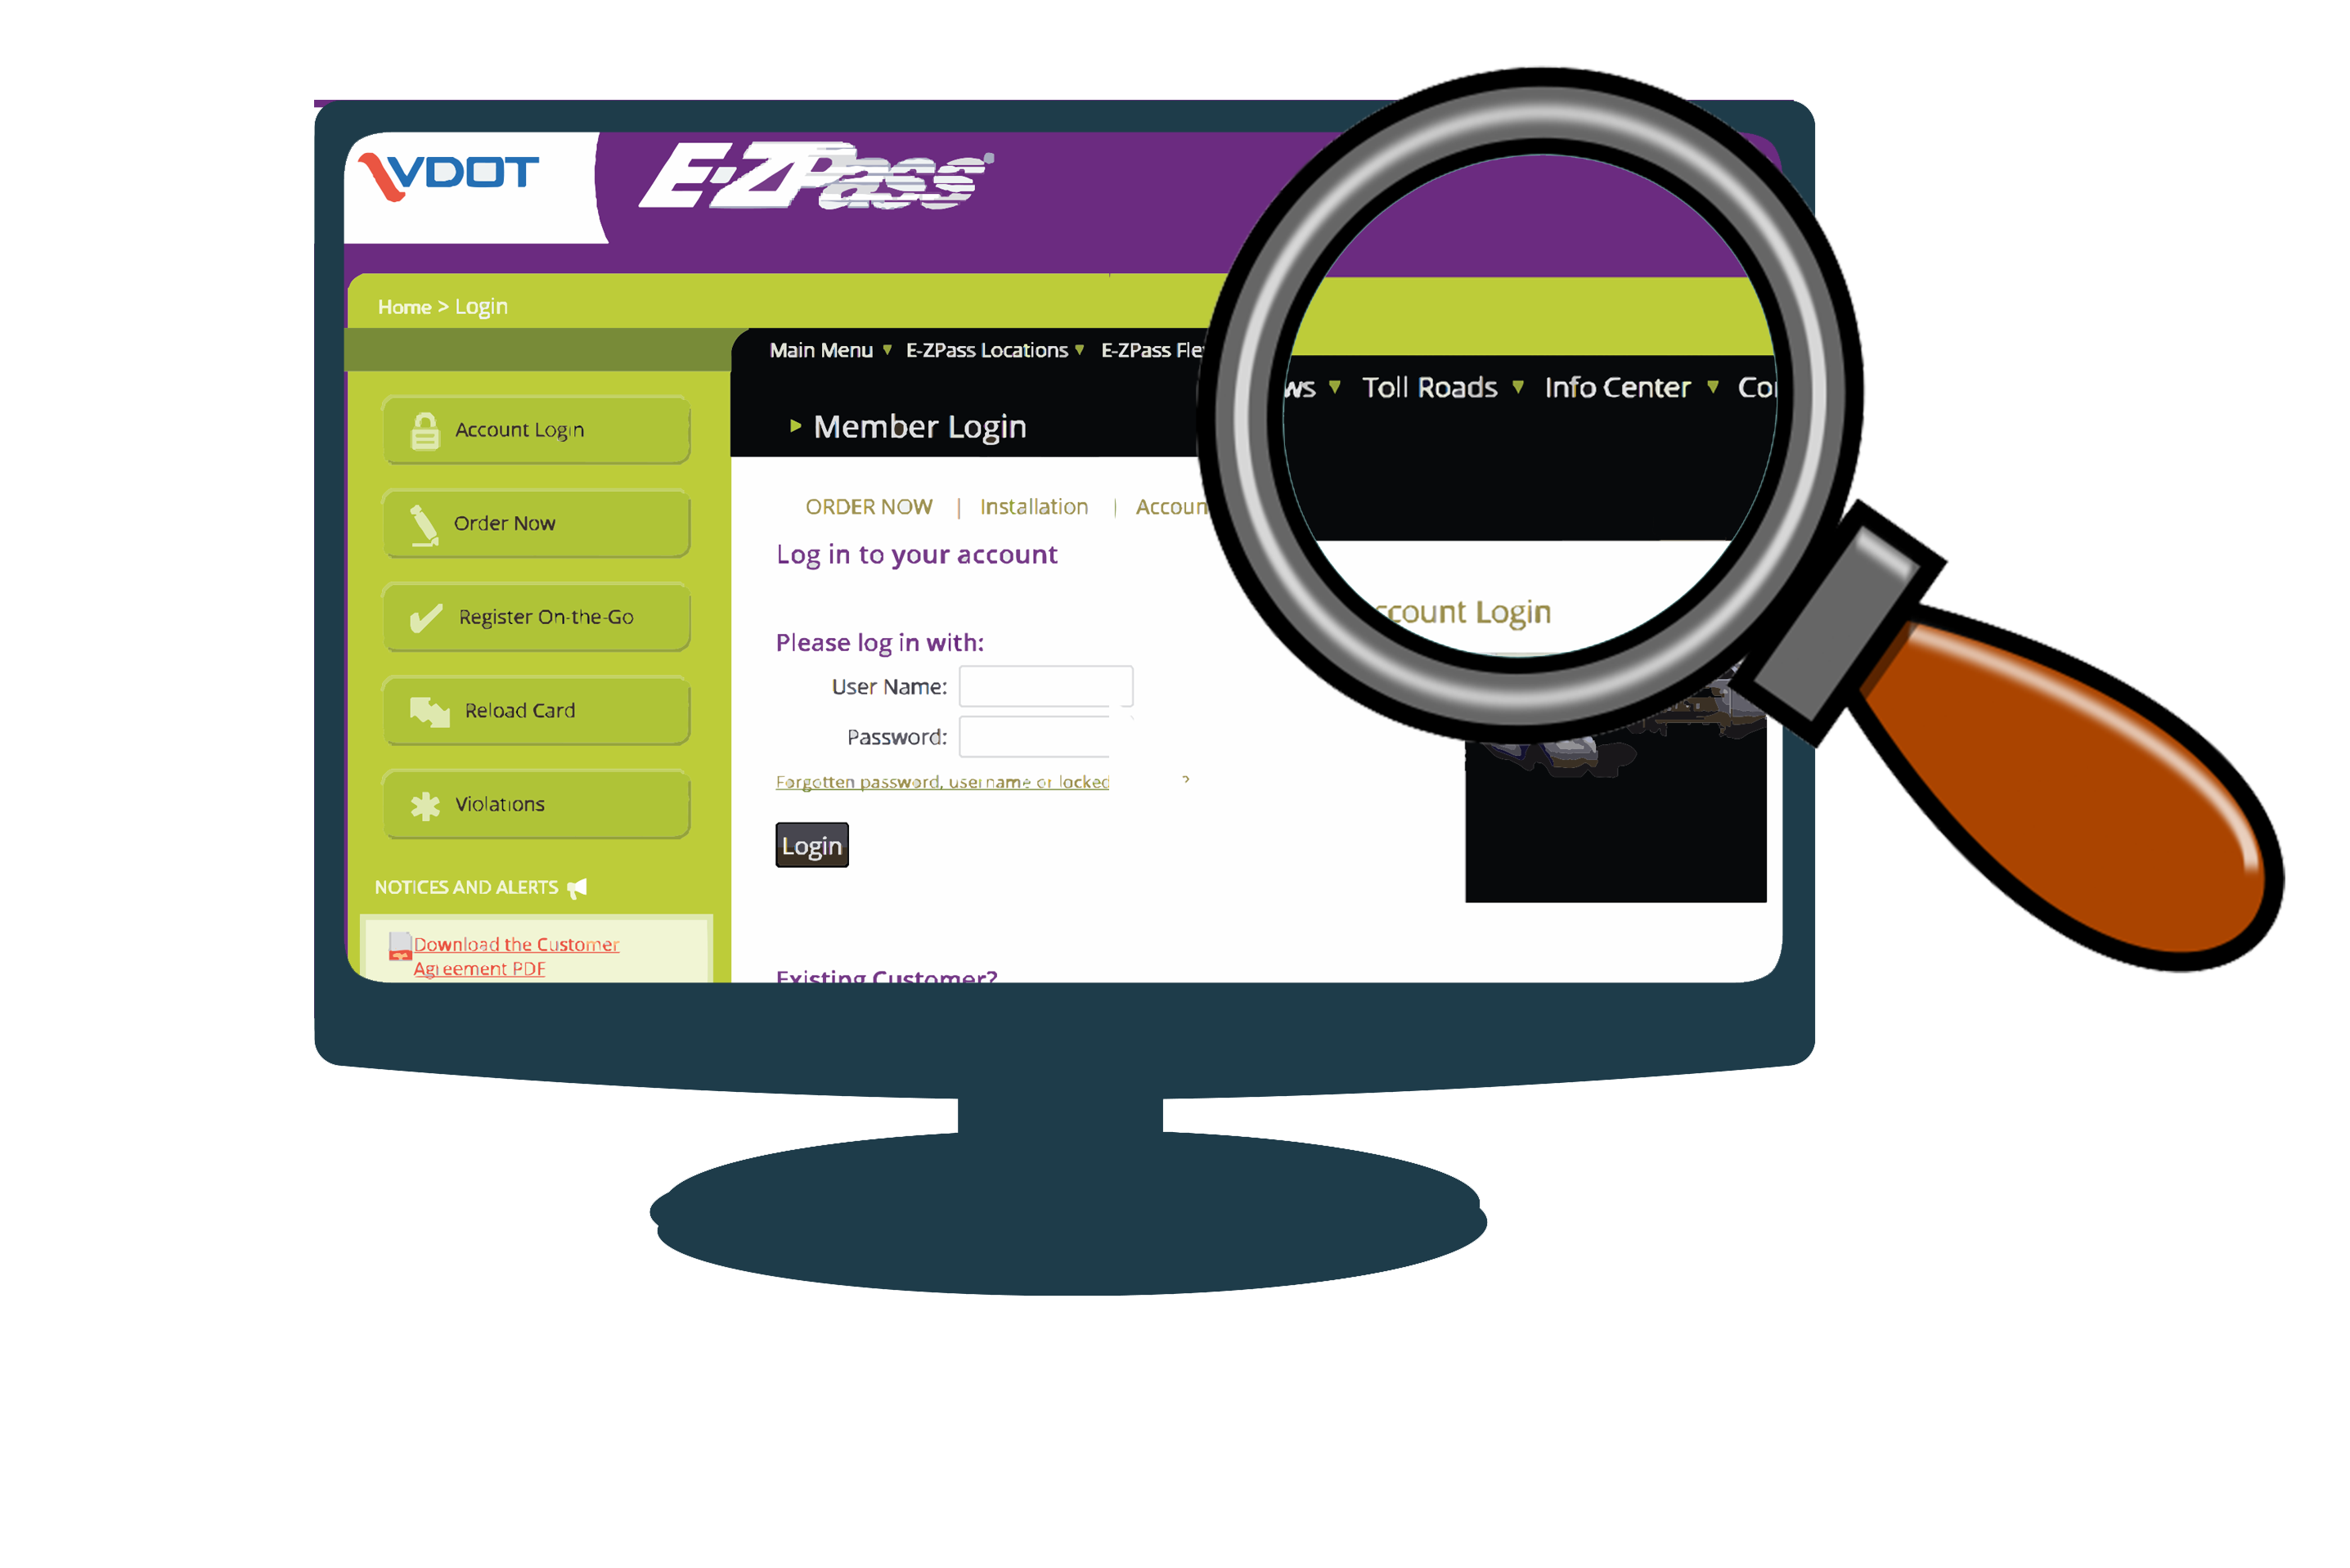 VDOT E-ZPass
Home > Login
Main Menu E-ZPass Locations E-ZPass Fle
ws Toll Roads Info Center Co
Member Login
Account Login
Order Now
Register On-the-Go
Reload Card
Violations
NOTICES AND ALERTS
Download the Customer
Agreement PDF
ORDER NOW | Installation | Accoun
ccount Login
Log in to your account
Please log in with:
User Name:
Password:
Forgotten password, username or locked ?
Login
Existing Customer?